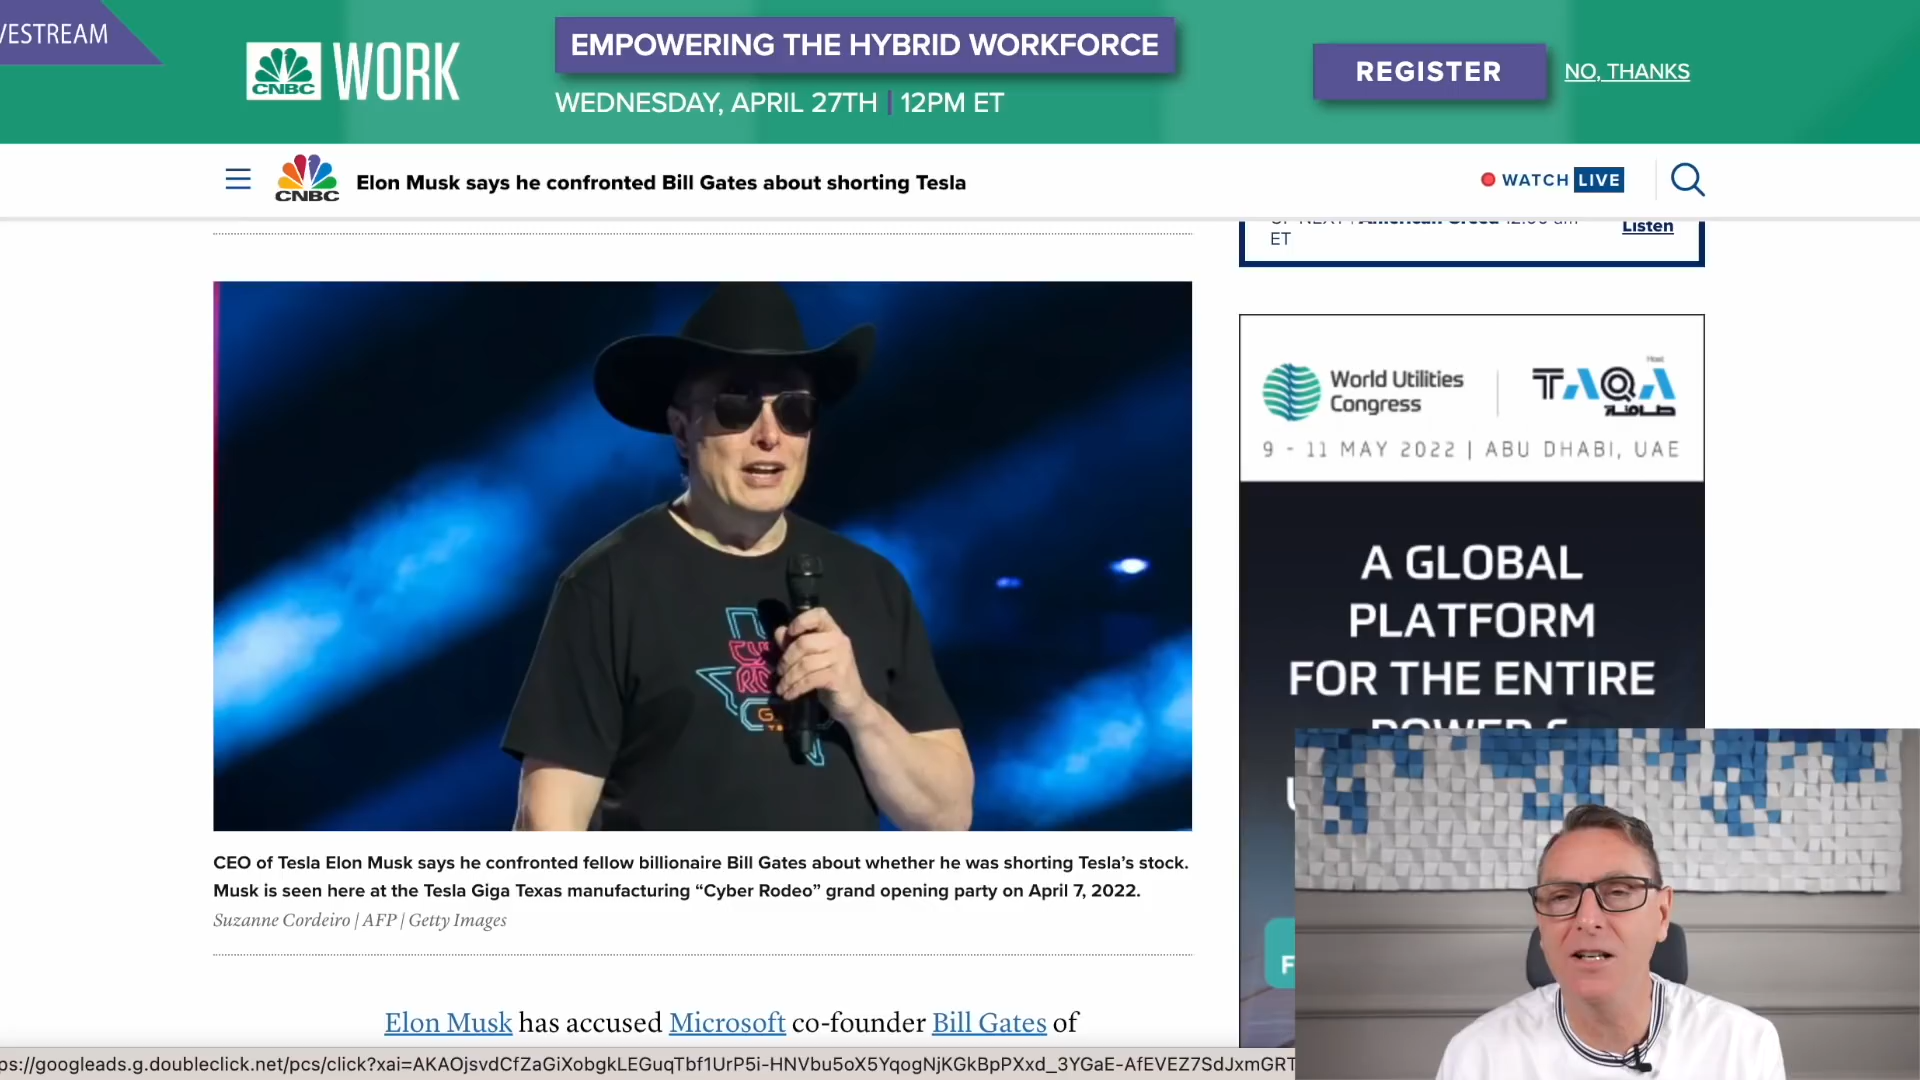 VESTREAM
CNBC WORK
EMPOWERING THE HYBRID WORKFORCE
WEDNESDAY, APRIL 27TH | 12PM ET
REGISTER
NO, THANKS
CNBC
Elon Musk says he confronted Bill Gates about shorting Tesla
WATCH LIVE
ET
Listen
Host
World Utilities
Congress
TAQA
طاقة
9 - 11 MAY 2022 | ABU DHABI, UAE
A GLOBAL
PLATFORM
FOR THE ENTIRE
CEO of Tesla Elon Musk says he confronted fellow billionaire Bill Gates about whether he was shorting Tesla’s stock.
Musk is seen here at the Tesla Giga Texas manufacturing “Cyber Rodeo” grand opening party on April 7, 2022.
Suzanne Cordeiro | AFP | Getty Images
Elon Musk has accused Microsoft co-founder Bill Gates of
ps://googleads.g.doubleclick.net/pcs/click?xai=AKAOjsvdCfZaGiXobgkLEGuqTbf1UrP5i-HNVbu5oX5YqogNjKGkBpPXxd_3YGaE-AfEVEZ7SdJxmGRT